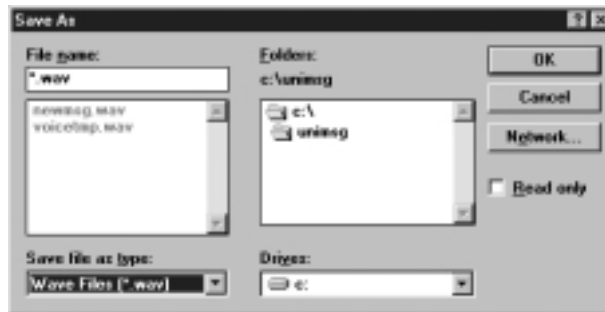 Save As
File name:
*.wav
newmsg.wav
voicetmp.wav
Save file as type:
Wave Files (*.wav)
Folders:
c:\unimsg
c:\
unimsg
Drives:
c:
OK
Cancel
Network...
Read only